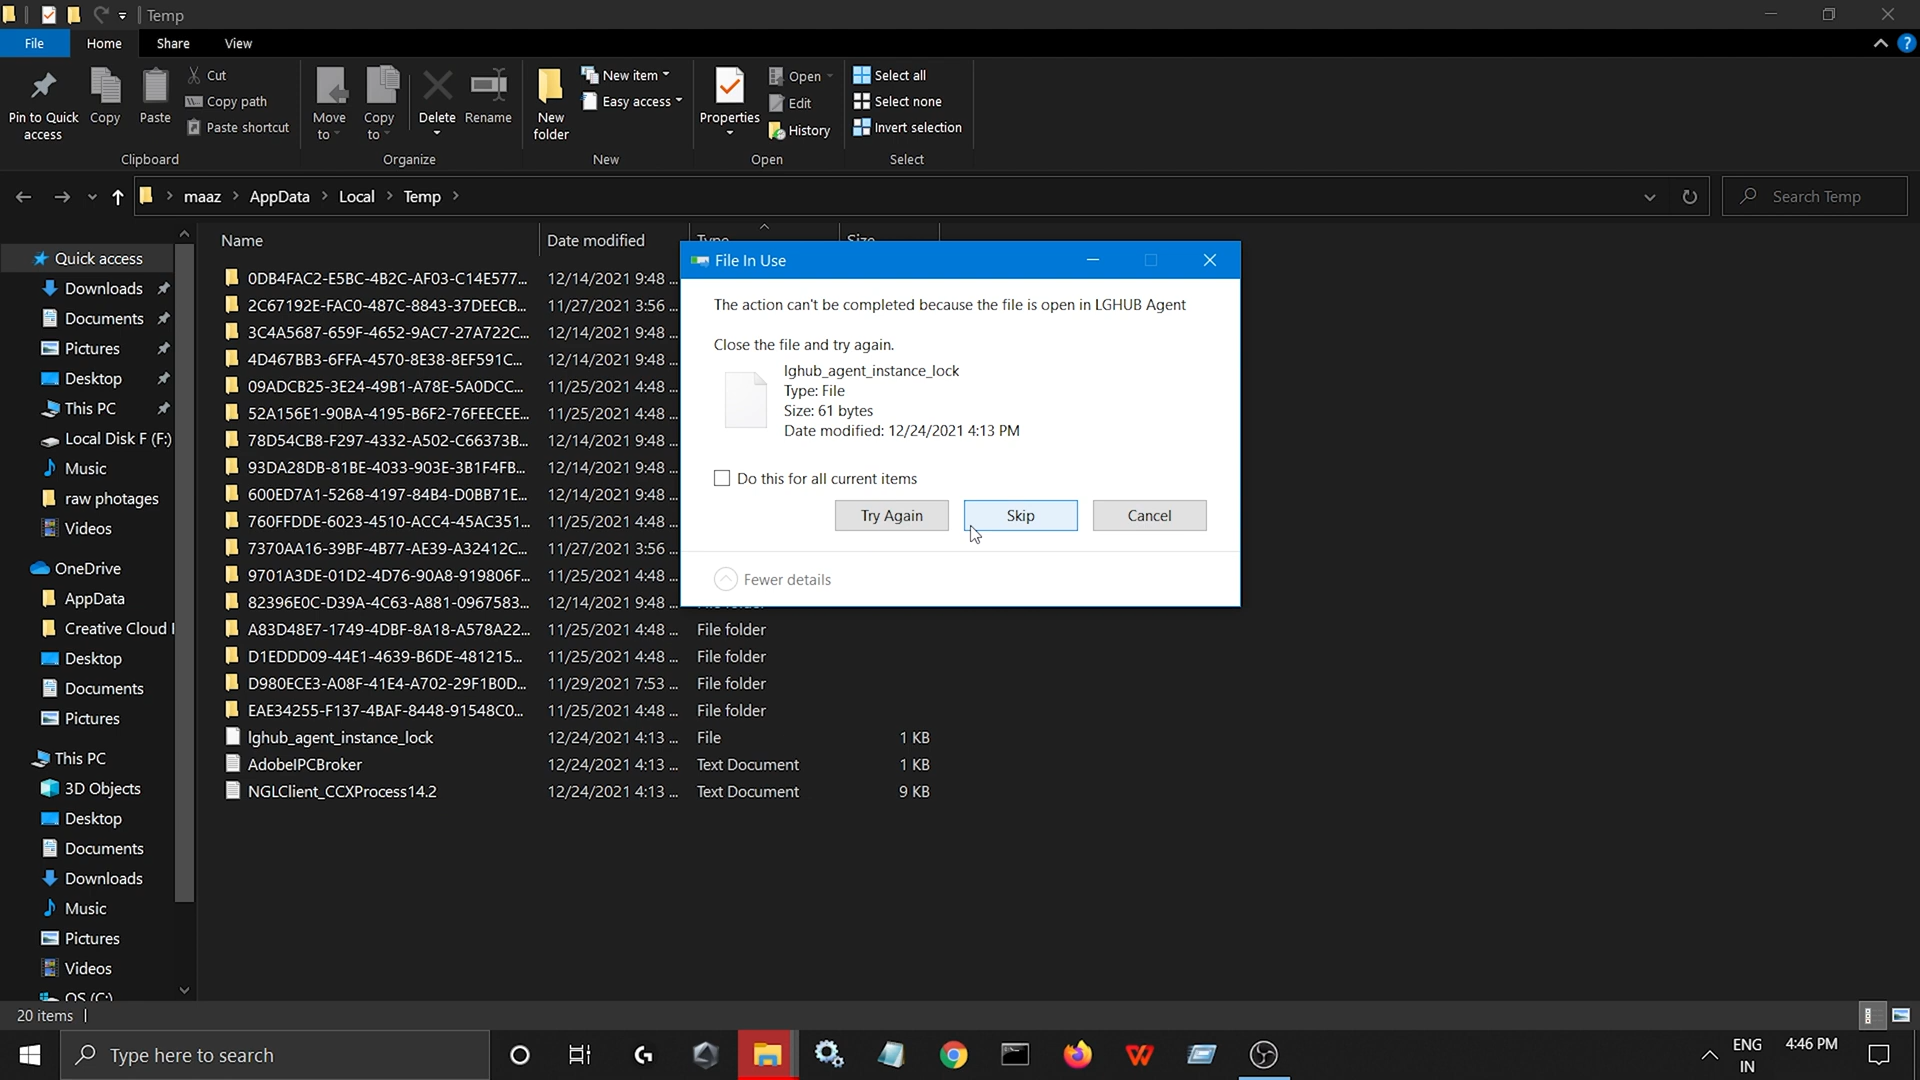 Temp
File
Home
Share
View
Pin to Quick access
Copy
Paste
Cut
Copy path
Paste shortcut
Clipboard
Move to
Copy to
Delete
Rename
Organize
New folder
New item
Easy access
New
Properties
Open
Edit
History
Open
Select all
Select none
Invert selection
Select
maaz
AppData
Local
Temp
Search Temp
Quick access
Downloads
Documents
Pictures
Desktop
This PC
Local Disk F (F:)
Music
raw photages
Videos
OneDrive
AppData
Creative Cloud
Desktop
Documents
Pictures
This PC
3D Objects
Desktop
Documents
Downloads
Music
Pictures
Videos
OS (C:)
Name Date modified Type Size
0DB4FAC2-E5BC-4B2C-AF03-C14E577... 12/14/2021 9:48 ...
2C67192E-FAC0-487C-8843-37DEECB... 11/27/2021 3:56 ...
3C4A5687-659F-4652-9AC7-27A722C... 12/14/2021 9:48 ...
4D467BB3-6FFA-4570-8E38-8EF591C... 12/14/2021 9:48 ...
09ADCB25-3E24-49B1-A78E-5A0DCC... 11/25/2021 4:48 ...
52A156E1-90BA-4195-B6F2-76FEECEE... 11/25/2021 4:48 ...
78D54CB8-F297-4332-A502-C66373B... 12/14/2021 9:48 ...
93DA28DB-81BE-4033-903E-3B1F4FB... 12/14/2021 9:48 ...
600ED7A1-5268-4197-84B4-D0BB71E... 12/14/2021 9:48 ...
760FFDDE-6023-4510-ACC4-45AC351... 11/25/2021 4:48 ...
7370AA16-39BF-4B77-AE39-A32412C... 11/27/2021 3:56 ...
9701A3DE-01D2-4D76-90A8-919806F... 11/25/2021 4:48 ...
82396E0C-D39A-4C63-A881-0967583... 12/14/2021 9:48 ...
A83D48E7-1749-4DBF-8A18-A578A22... 11/25/2021 4:48 ... File folder
D1EDDD09-44E1-4639-B6DE-481215... 11/25/2021 4:48 ... File folder
D980ECE3-A08F-41E4-A702-29F1B0D... 11/29/2021 7:53 ... File folder
EAE34255-F137-4BAF-8448-91548C0... 11/25/2021 4:48 ... File folder
lghub_agent_instance_lock 12/24/2021 4:13 ... File 1 KB
AdobeIPCBroker 12/24/2021 4:13 ... Text Document 1 KB
NGLClient_CCXProcess14.2 12/24/2021 4:13 ... Text Document 9 KB
File In Use
The action can't be completed because the file is open in LGHUB Agent
Close the file and try again.
lghub_agent_instance_lock
Type: File
Size: 61 bytes
Date modified: 12/24/2021 4:13 PM
Do this for all current items
Try Again
Skip
Cancel
Fewer details
20 items
Type here to search
ENG
IN
4:46 PM